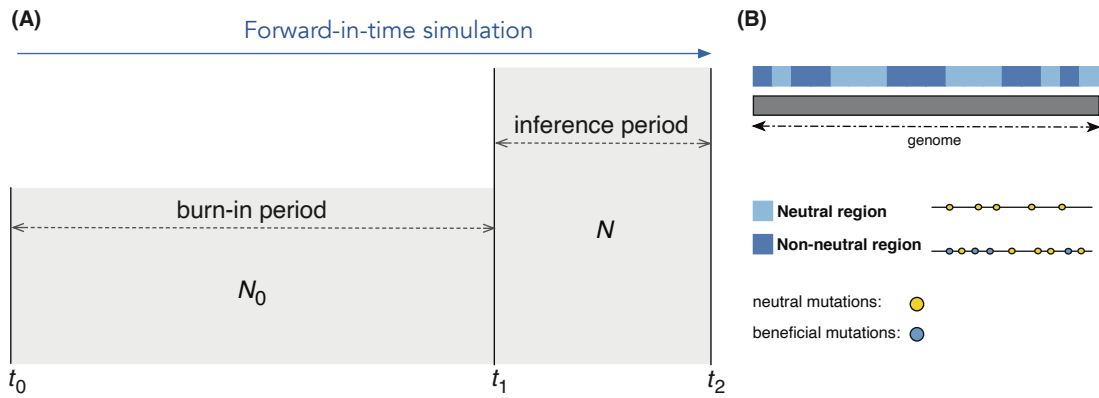 (A)
Forward-in-time simulation
inference period
burn-in period
N
N0
t0
t1
t2
(B)
genome
Neutral region
Non-neutral region
neutral mutations:
beneficial mutations: